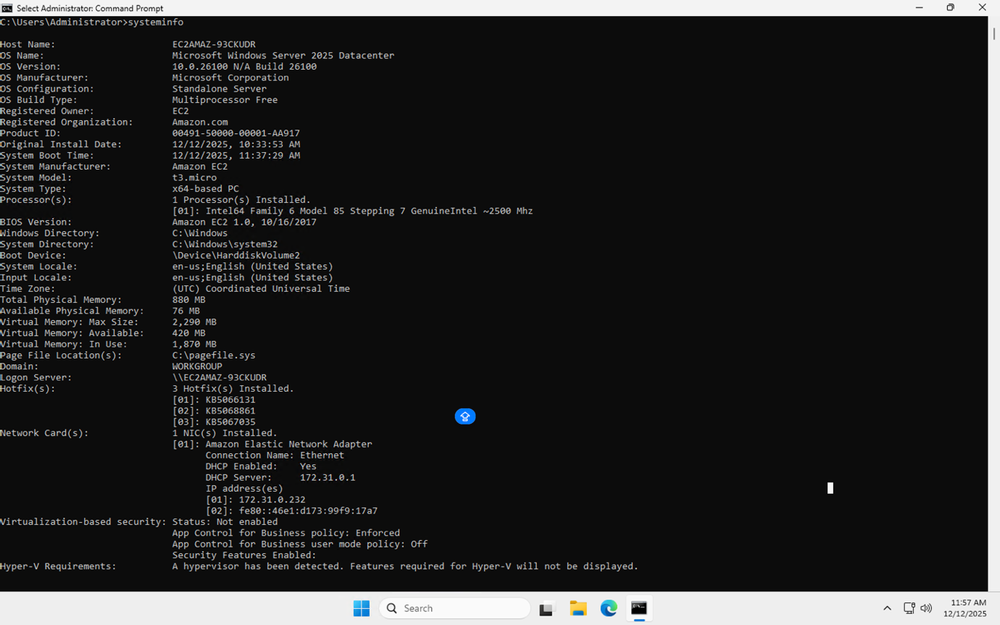 Select Administrator: Command Prompt
C:\Users\Administrator>systeminfo
Host Name: EC2AMAZ-93CKUDR
OS Name: Microsoft Windows Server 2025 Datacenter
OS Version: 10.0.26100 N/A Build 26100
OS Manufacturer: Microsoft Corporation
OS Configuration: Standalone Server
OS Build Type: Multiprocessor Free
Registered Owner: EC2
Registered Organization: Amazon.com
Product ID: 00491-50000-00001-AA917
Original Install Date: 12/12/2025, 10:33:53 AM
System Boot Time: 12/12/2025, 11:37:29 AM
System Manufacturer: Amazon EC2
System Model: t3.micro
System Type: x64-based PC
Processor(s): 1 Processor(s) Installed.
[01]: Intel64 Family 6 Model 85 Stepping 7 GenuineIntel ~2500 Mhz
BIOS Version: Amazon EC2 1.0, 10/16/2017
Windows Directory: C:\Windows
System Directory: C:\Windows\system32
Boot Device: \Device\HarddiskVolume2
System Locale: en-us;English (United States)
Input Locale: en-us;English (United States)
Time Zone: (UTC) Coordinated Universal Time
Total Physical Memory: 880 MB
Available Physical Memory: 76 MB
Virtual Memory: Max Size: 2,290 MB
Virtual Memory: Available: 420 MB
Virtual Memory: In Use: 1,870 MB
Page File Location(s): C:\pagefile.sys
Domain: WORKGROUP
Logon Server: \\EC2AMAZ-93CKUDR
Hotfix(s): 3 Hotfix(s) Installed.
[01]: KB5066131
[02]: KB5068861
[03]: KB5067035
Network Card(s): 1 NIC(s) Installed.
[01]: Amazon Elastic Network Adapter
Connection Name: Ethernet
DHCP Enabled: Yes
DHCP Server: 172.31.0.1
IP address(es)
[01]: 172.31.0.232
[02]: fe80::46e1:d173:99f9:17a7
Virtualization-based security: Status: Not enabled
App Control for Business policy: Enforced
App Control for Business user mode policy: Off
Security Features Enabled:
Hyper-V Requirements: A hypervisor has been detected. Features required for Hyper-V will not be displayed.
Search
11:57 AM
12/12/2025